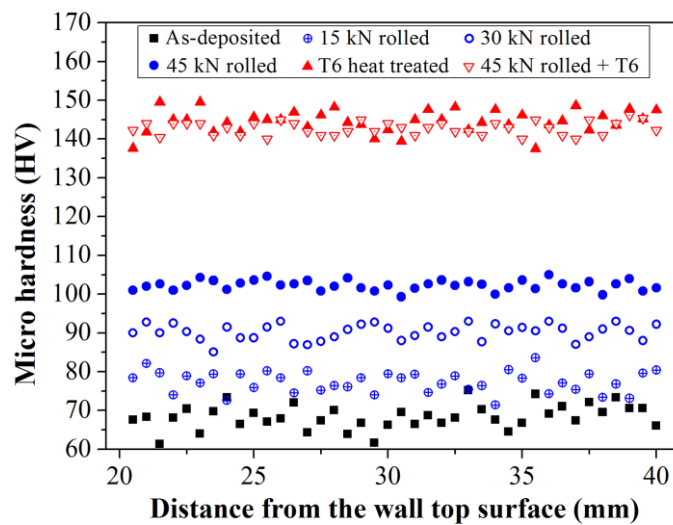 As-deposited 15 kN rolled 30 kN rolled
45 kN rolled T6 heat treated 45 kN rolled + T6
Micro hardness (HV)
170
160
150
140
130
120
110
100
90
80
70
60
20 25 30 35 40
Distance from the wall top surface (mm)